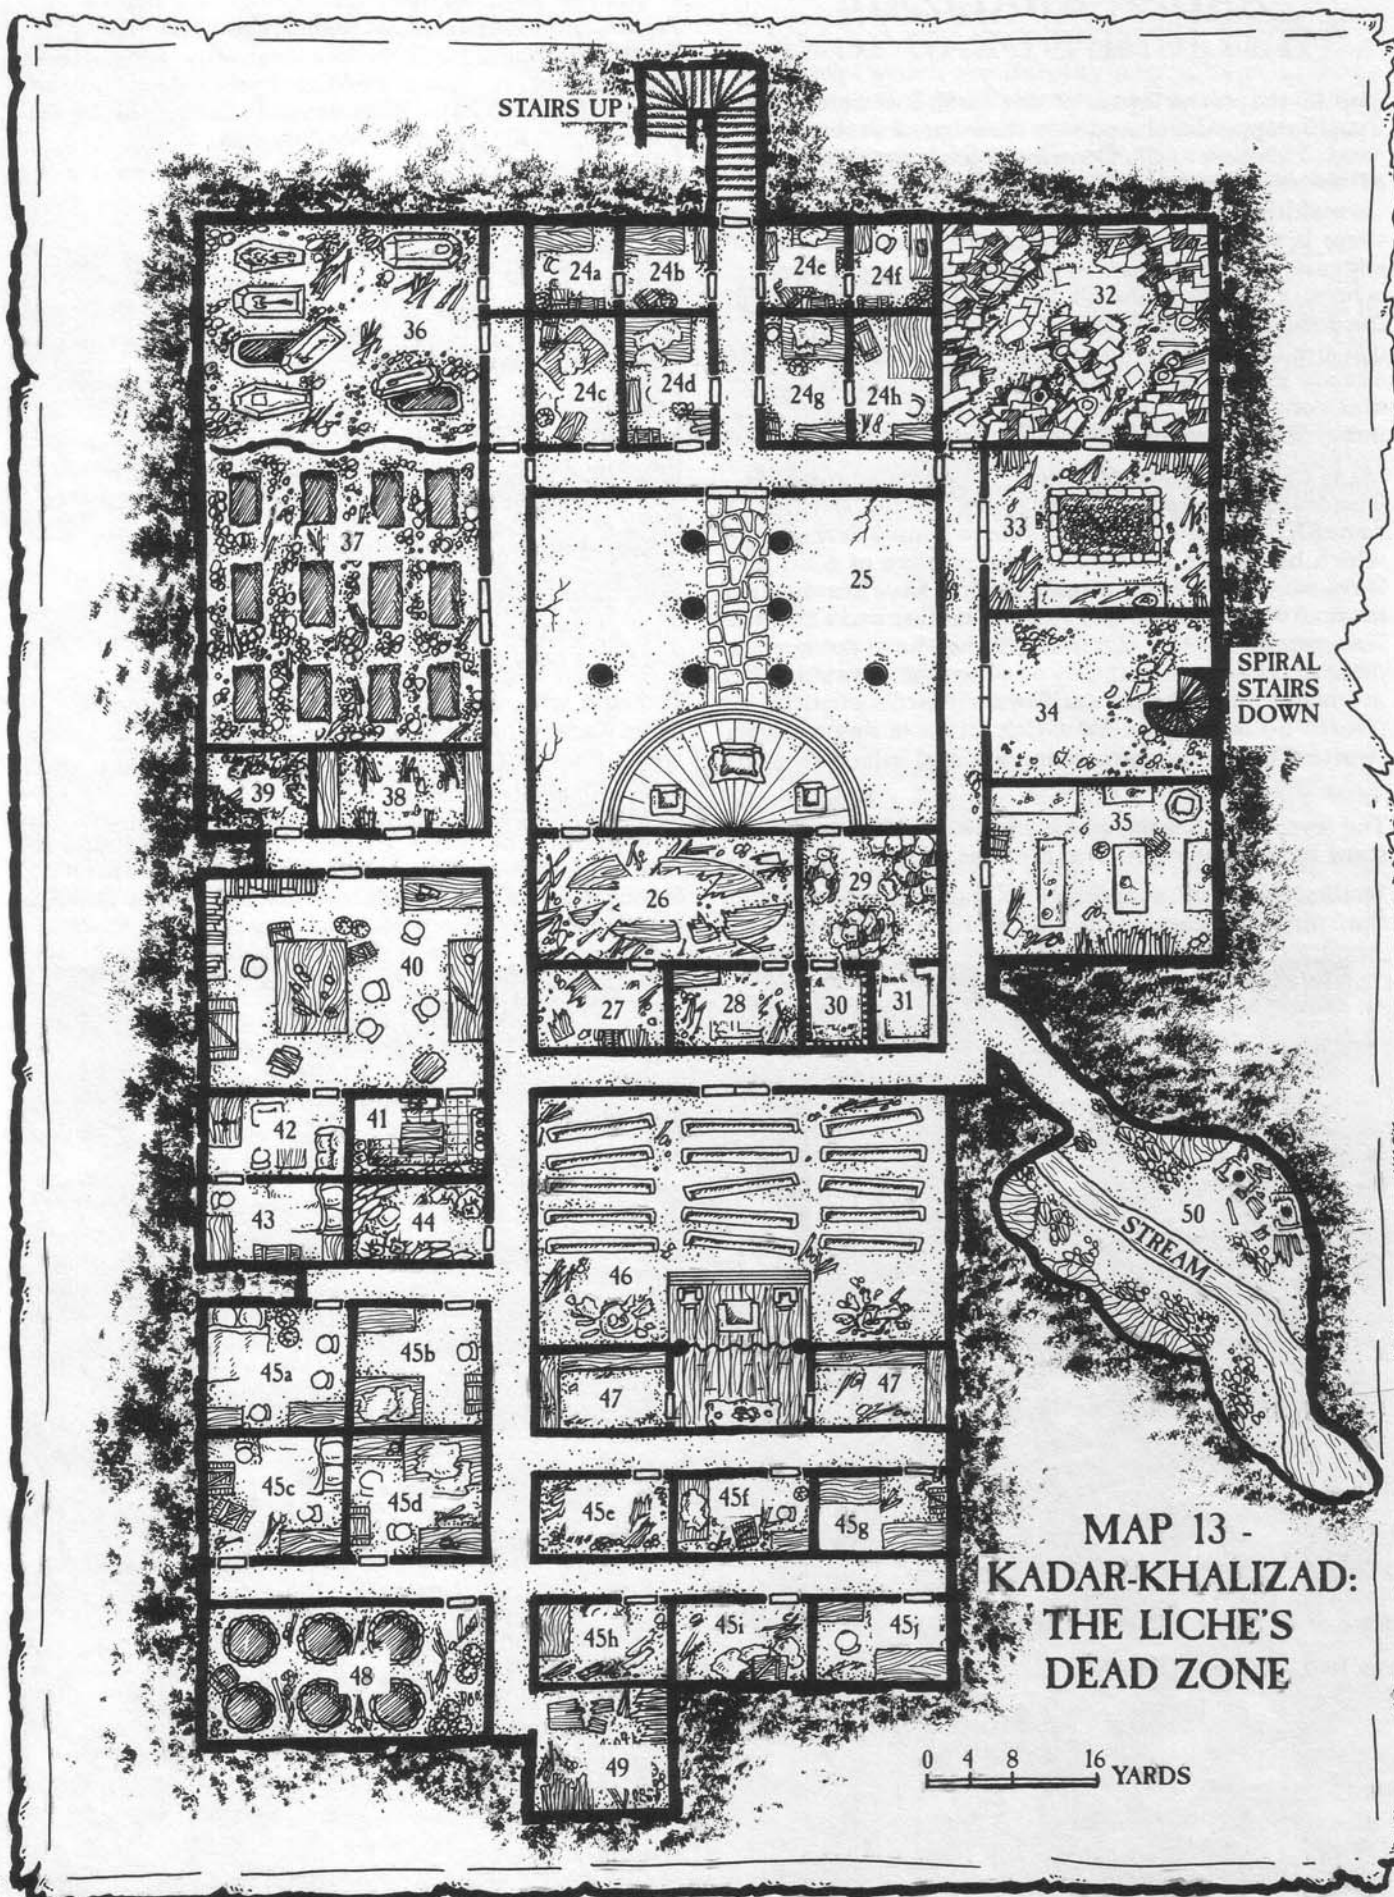 STAIRS UP
24a
24b
24e
24f
32
36
24c
24d
24g
24h
33
37
25
SPIRAL
STAIRS
DOWN
34
39
38
35
26
29
40
27
28
30
31
42
41
43
44
50
STREAM
46
45a
45b
47
47
45c
45d
45e
45f
45g
MAP 13 -
KADAR-KHALIZAD:
THE LICHE'S
DEAD ZONE
45h
45i
45j
48
49
0 4 8 16 YARDS